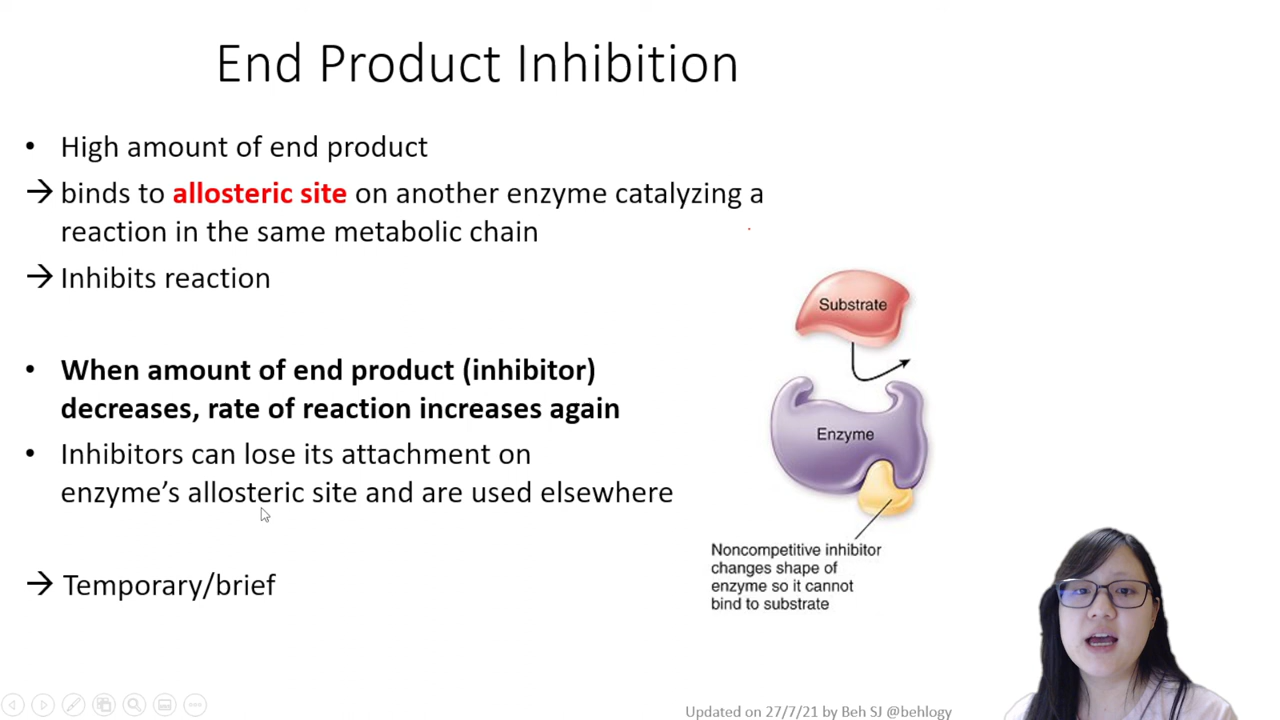 End Product Inhibition
• High amount of end product
→ binds to allosteric site on another enzyme catalyzing a
reaction in the same metabolic chain
→ Inhibits reaction
• When amount of end product (inhibitor)
decreases, rate of reaction increases again
• Inhibitors can lose its attachment on
enzyme’s allosteric site and are used elsewhere
→ Temporary/brief
Substrate
Enzyme
Noncompetitive inhibitor
changes shape of
enzyme so it cannot
bind to substrate
Updated on 27/7/21 by Beh SJ @behlogy